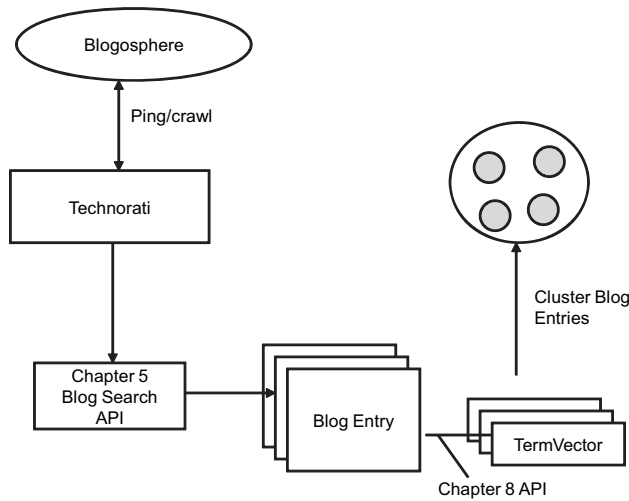 Blogosphere
Ping/crawl
Technorati
Chapter 5
Blog Search
API
Blog Entry
Chapter 8 API
TermVector
Cluster Blog
Entries